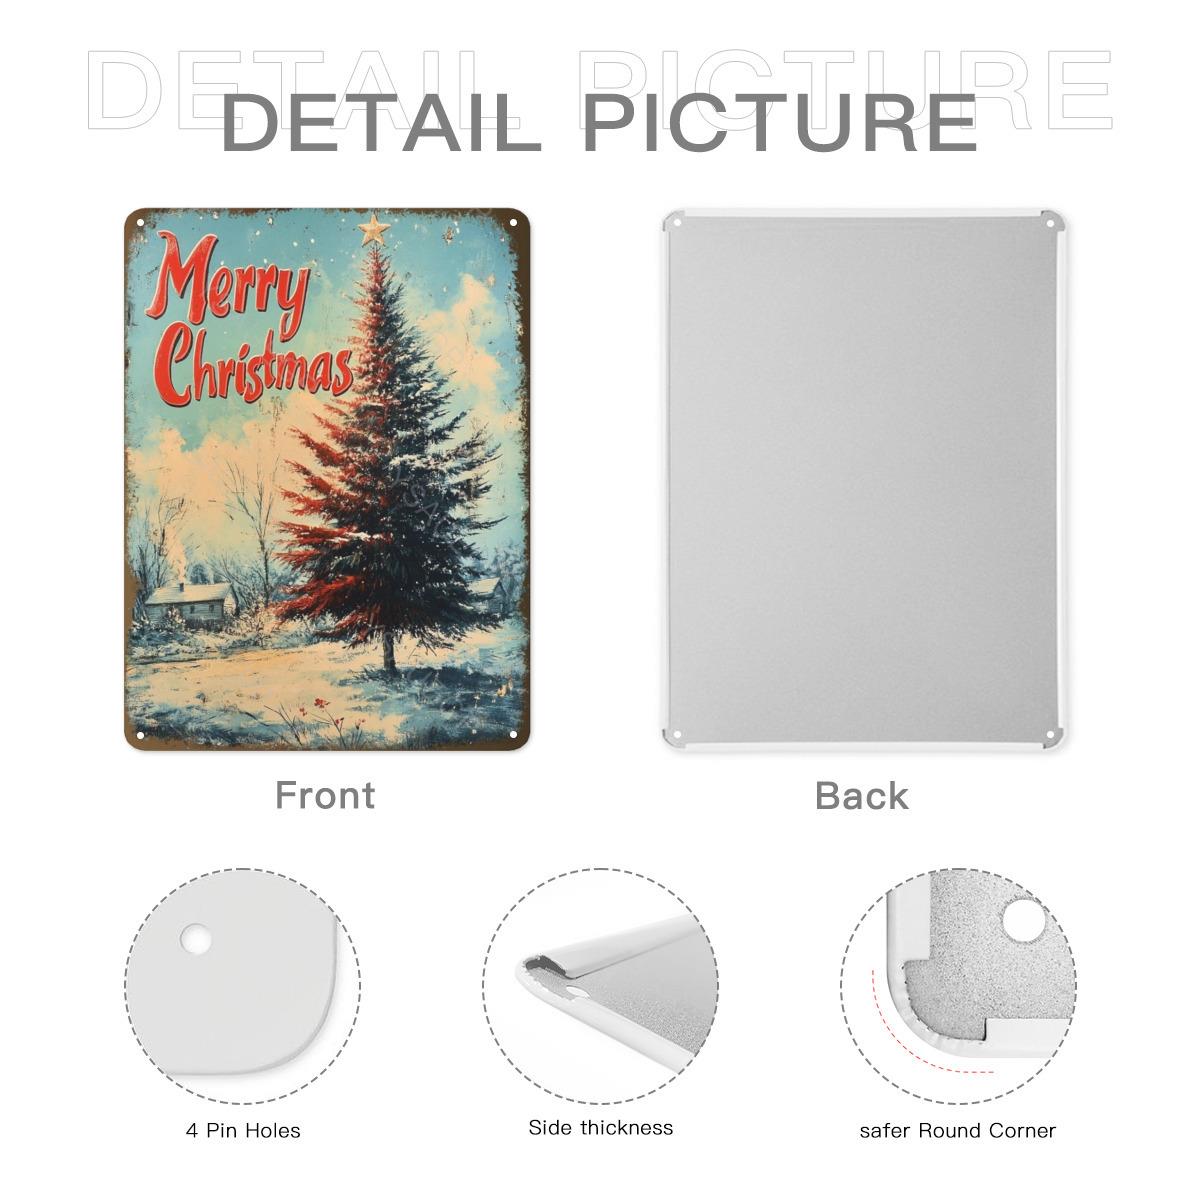 DETAIL PICTURE
DETAIL PICTURE
Merry
Christmas
Front
Back
4 Pin Holes
Side thickness
safer Round Corner